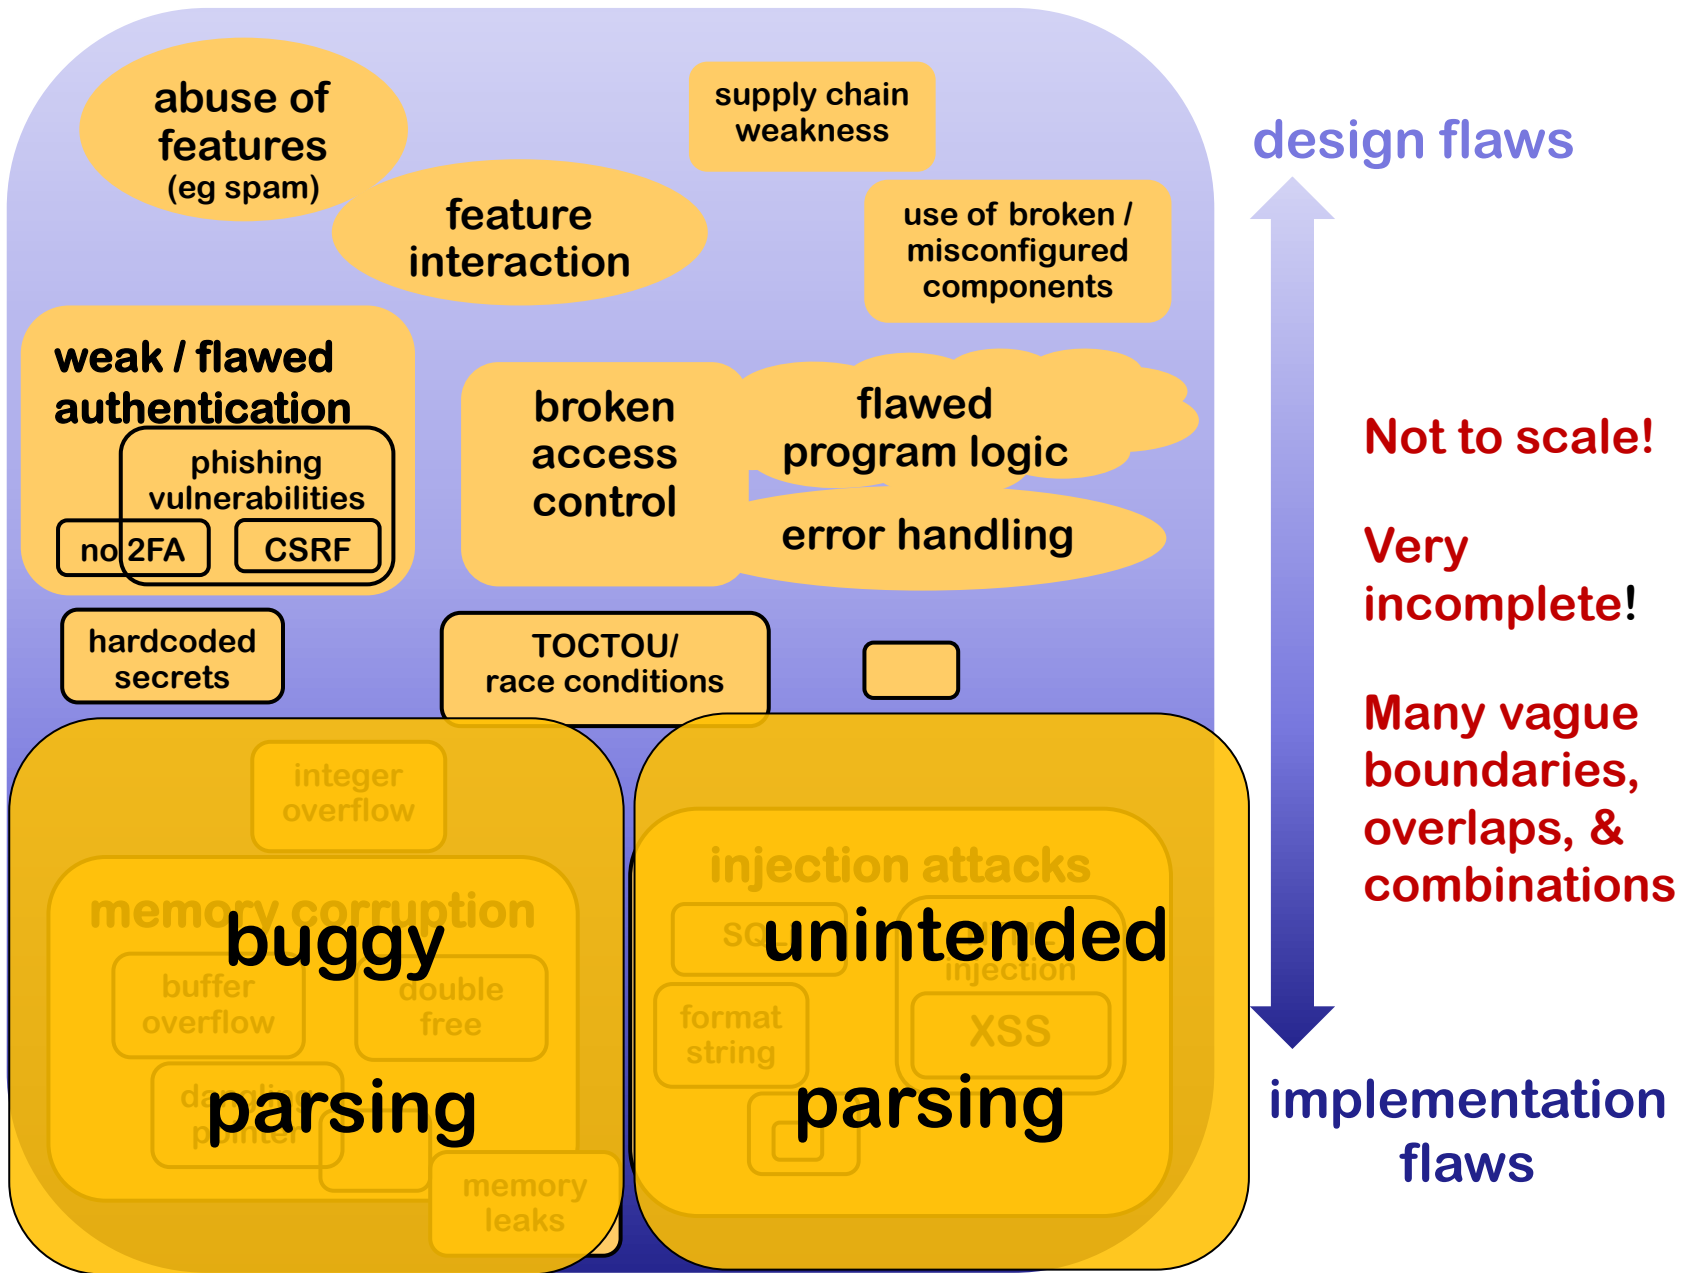 abuse of
features
(eg spam)
supply chain
weakness
design flaws
feature
interaction
use of broken /
misconfigured
components
weak / flawed
authentication
phishing
vulnerabilities
no 2FA
CSRF
broken
access
control
flawed
program logic
error handling
Not to scale!
Very
incomplete!
Many vague
boundaries,
overlaps, &
combinations
hardcoded
secrets
TOCTOU/
race conditions
integer
overflow
memory corruption
buggy
buffer
overflow
double
free
dangling
pointer
parsing
memory
leaks
injection attacks
unintended
injection
format
string
XSS
parsing
implementation
flaws